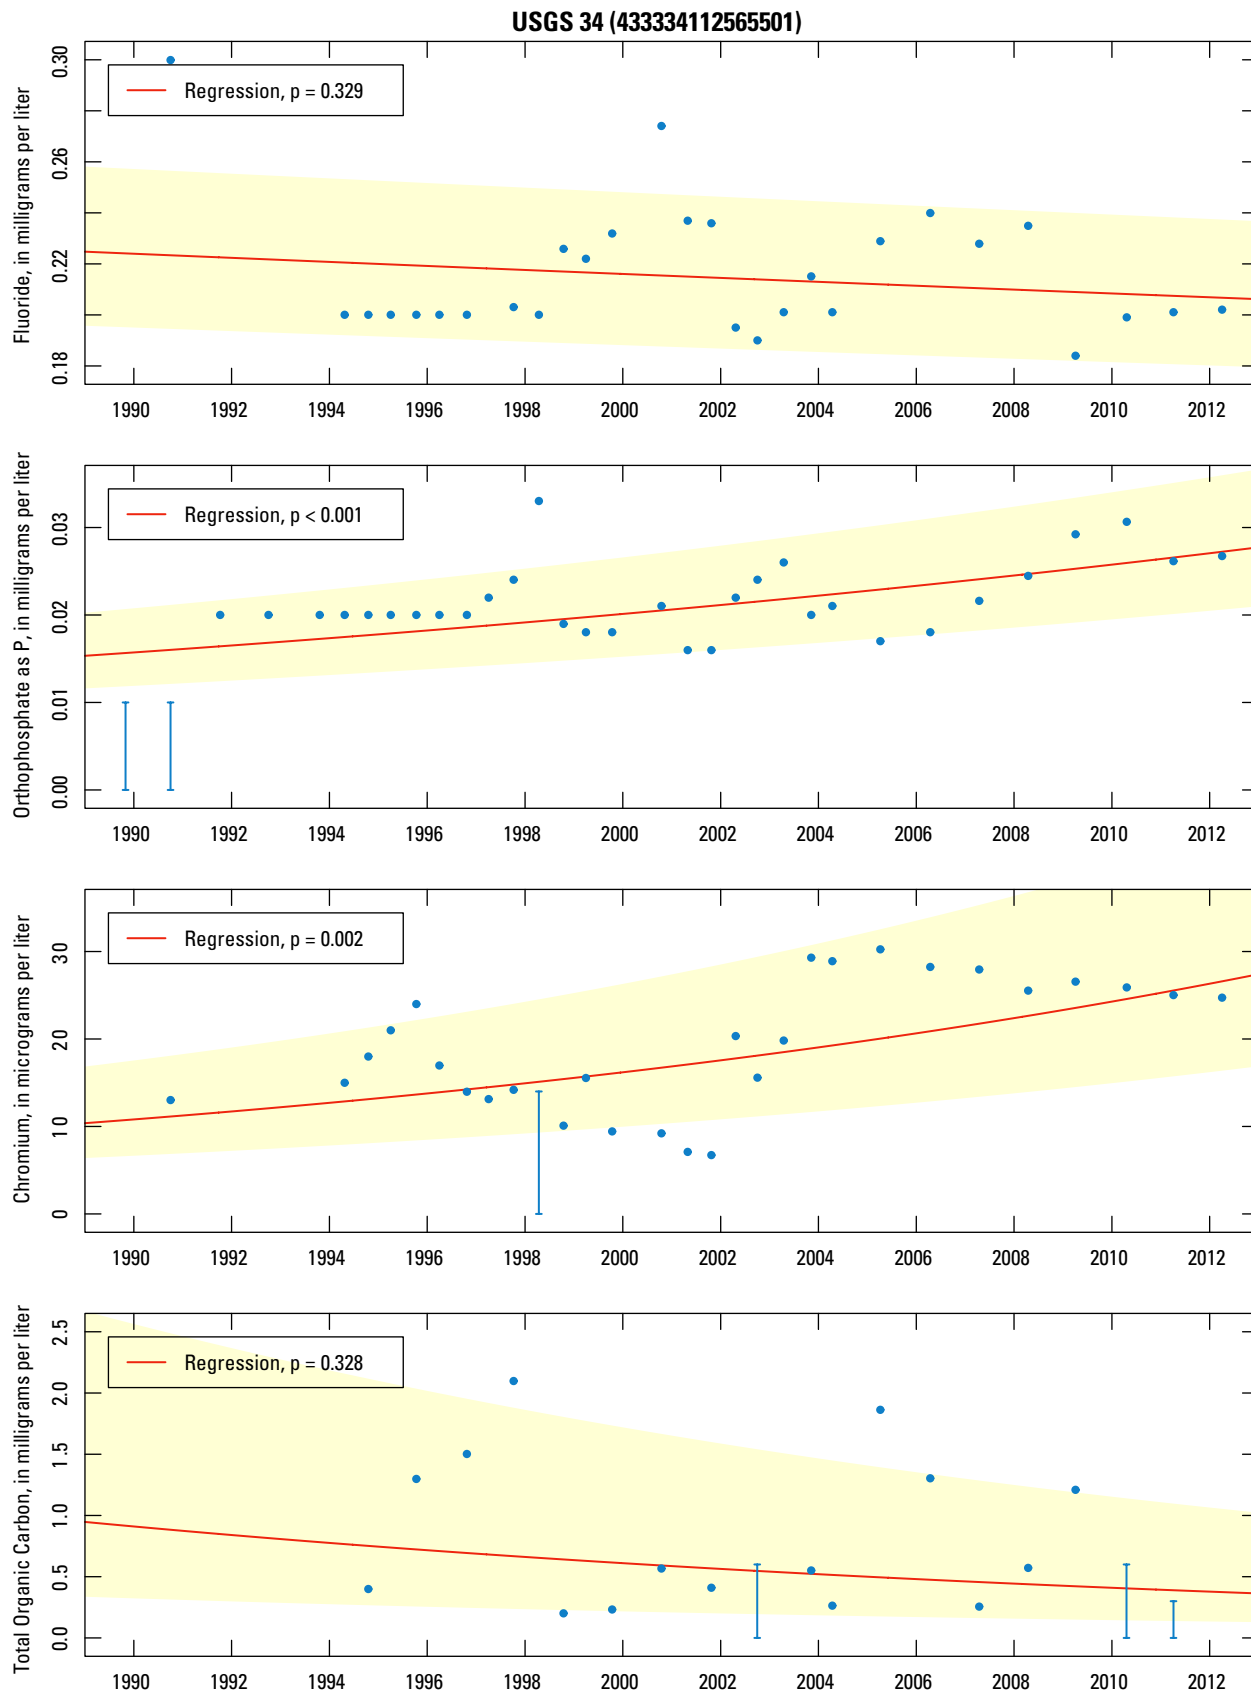 USGS 34 (433334112565501)
Fluoride, in milligrams per liter
0.30
0.26
0.22
0.18
Regression, p = 0.329
1990 1992 1994 1996 1998 2000 2002 2004 2006 2008 2010 2012
Orthophosphate as P, in milligrams per liter
0.03
0.02
0.01
0.00
Regression, p < 0.001
1990 1992 1994 1996 1998 2000 2002 2004 2006 2008 2010 2012
Chromium, in micrograms per liter
30
20
10
0
Regression, p = 0.002
1990 1992 1994 1996 1998 2000 2002 2004 2006 2008 2010 2012
Total Organic Carbon, in milligrams per liter
2.5
2.0
1.5
1.0
0.5
0.0
Regression, p = 0.328
1990 1992 1994 1996 1998 2000 2002 2004 2006 2008 2010 2012